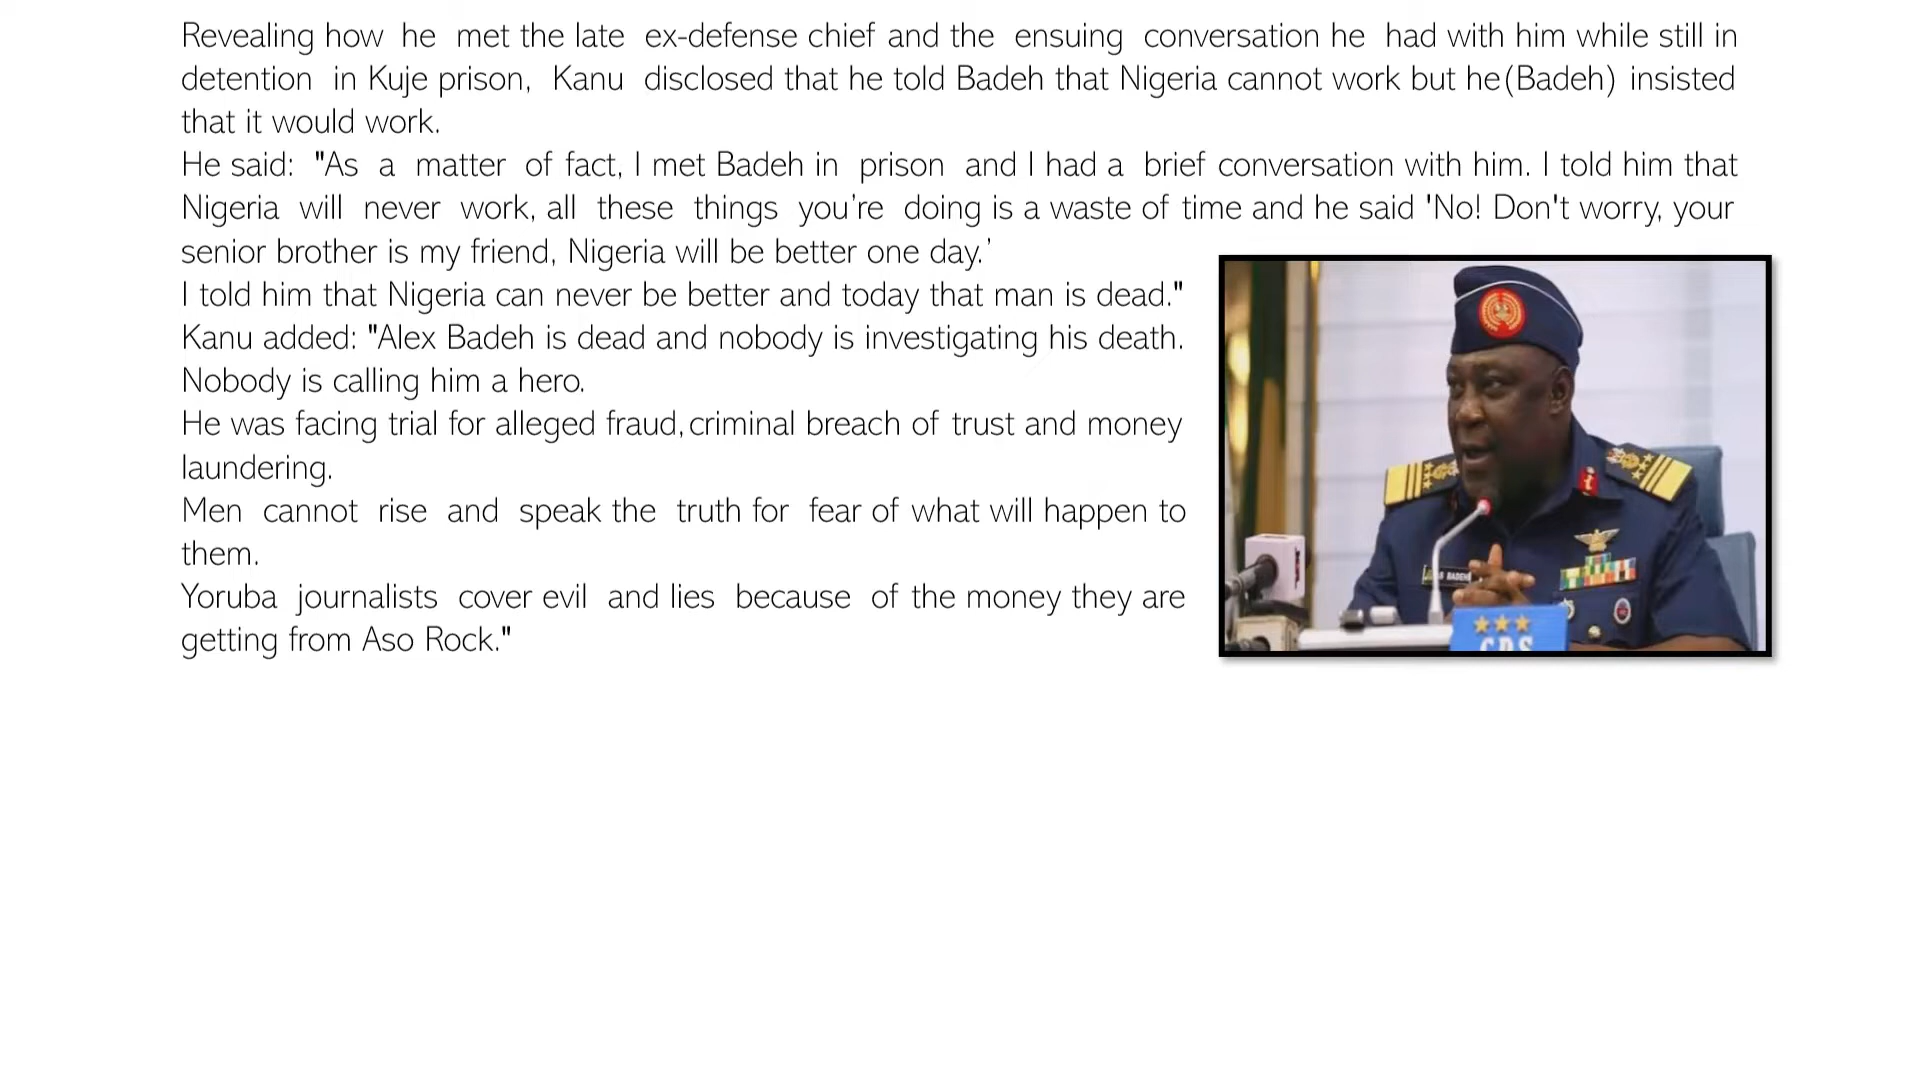 Revealing how he met the late ex-defense chief and the ensuing conversation he had with him while still in
detention in Kuje prison, Kanu disclosed that he told Badeh that Nigeria cannot work but he(Badeh) insisted
that it would work.
He said: "As a matter of fact, I met Badeh in prison and I had a brief conversation with him. I told him that
Nigeria will never work, all these things you're doing is a waste of time and he said 'No! Don't worry, your
senior brother is my friend, Nigeria will be better one day.'
I told him that Nigeria can never be better and today that man is dead."
Kanu added: "Alex Badeh is dead and nobody is investigating his death.
Nobody is calling him a hero.
He was facing trial for alleged fraud,criminal breach of trust and money
laundering.
Men cannot rise and speak the truth for fear of what will happen to
them.
Yoruba journalists cover evil and lies because of the money they are
getting from Aso Rock."
BADEH
CDS